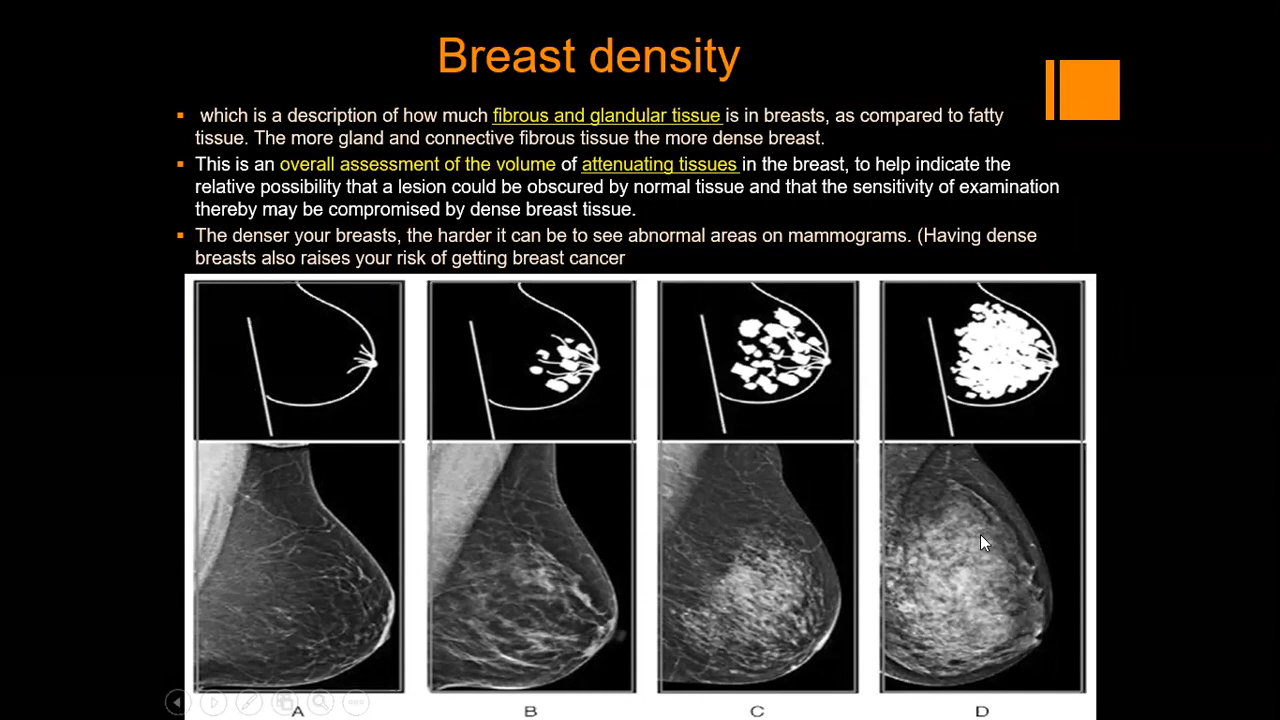 Breast density
which is a description of how much fibrous and glandular tissue is in breasts, as compared to fatty
tissue. The more gland and connective fibrous tissue the more dense breast.
This is an overall assessment of the volume of attenuating tissues in the breast, to help indicate the
relative possibility that a lesion could be obscured by normal tissue and that the sensitivity of examination
thereby may be compromised by dense breast tissue.
The denser your breasts, the harder it can be to see abnormal areas on mammograms. (Having dense
breasts also raises your risk of getting breast cancer
A B C D